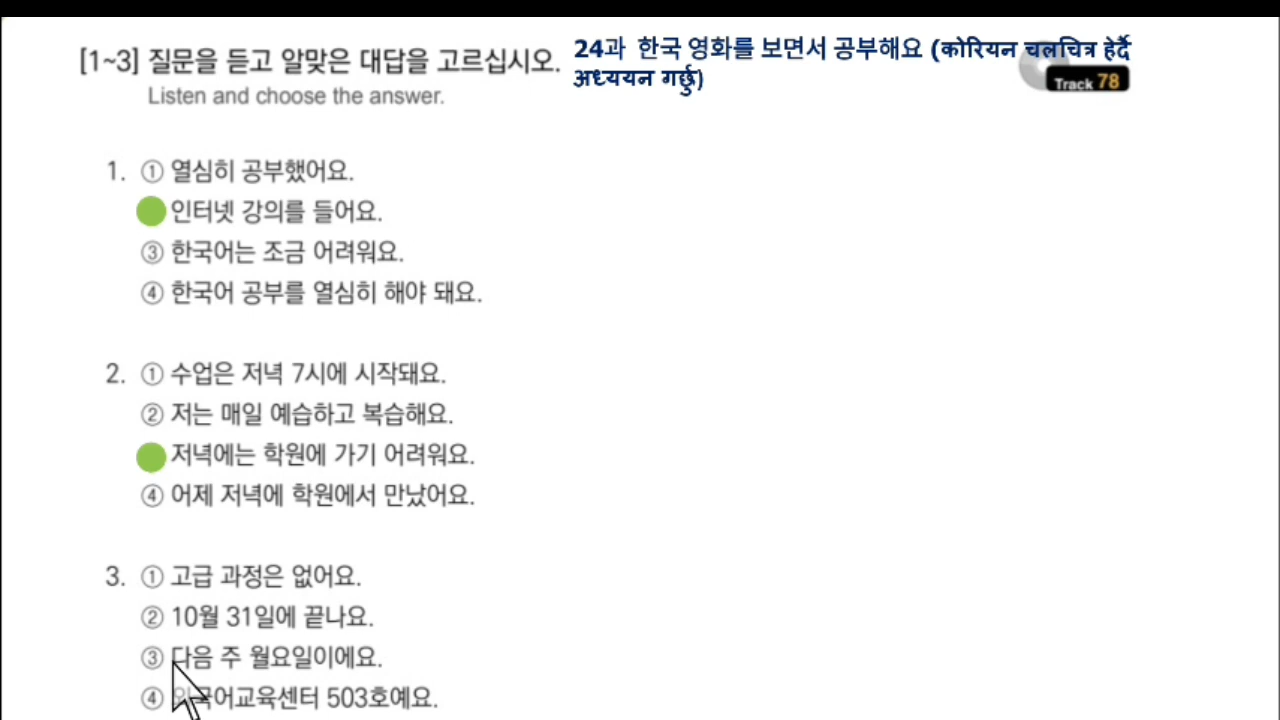 [1~3] 질문을 듣고 알맞은 대답을 고르십시오.
24과 한국 영화를 보면서 공부해요 (कोरियन चलचित्र हेर्दै
अध्ययन गर्छु)
Track 78
Listen and choose the answer.
1. ① 열심히 공부했어요.
인터넷 강의를 들어요.
③ 한국어는 조금 어려워요.
④ 한국어 공부를 열심히 해야 돼요.
2. ① 수업은 저녁 7시에 시작돼요.
② 저는 매일 예습하고 복습해요.
저녁에는 학원에 가기 어려워요.
④ 어제 저녁에 학원에서 만났어요.
3. ① 고급 과정은 없어요.
② 10월 31일에 끝나요.
③ 다음 주 월요일이에요.
④ 외국어교육센터 503호예요.